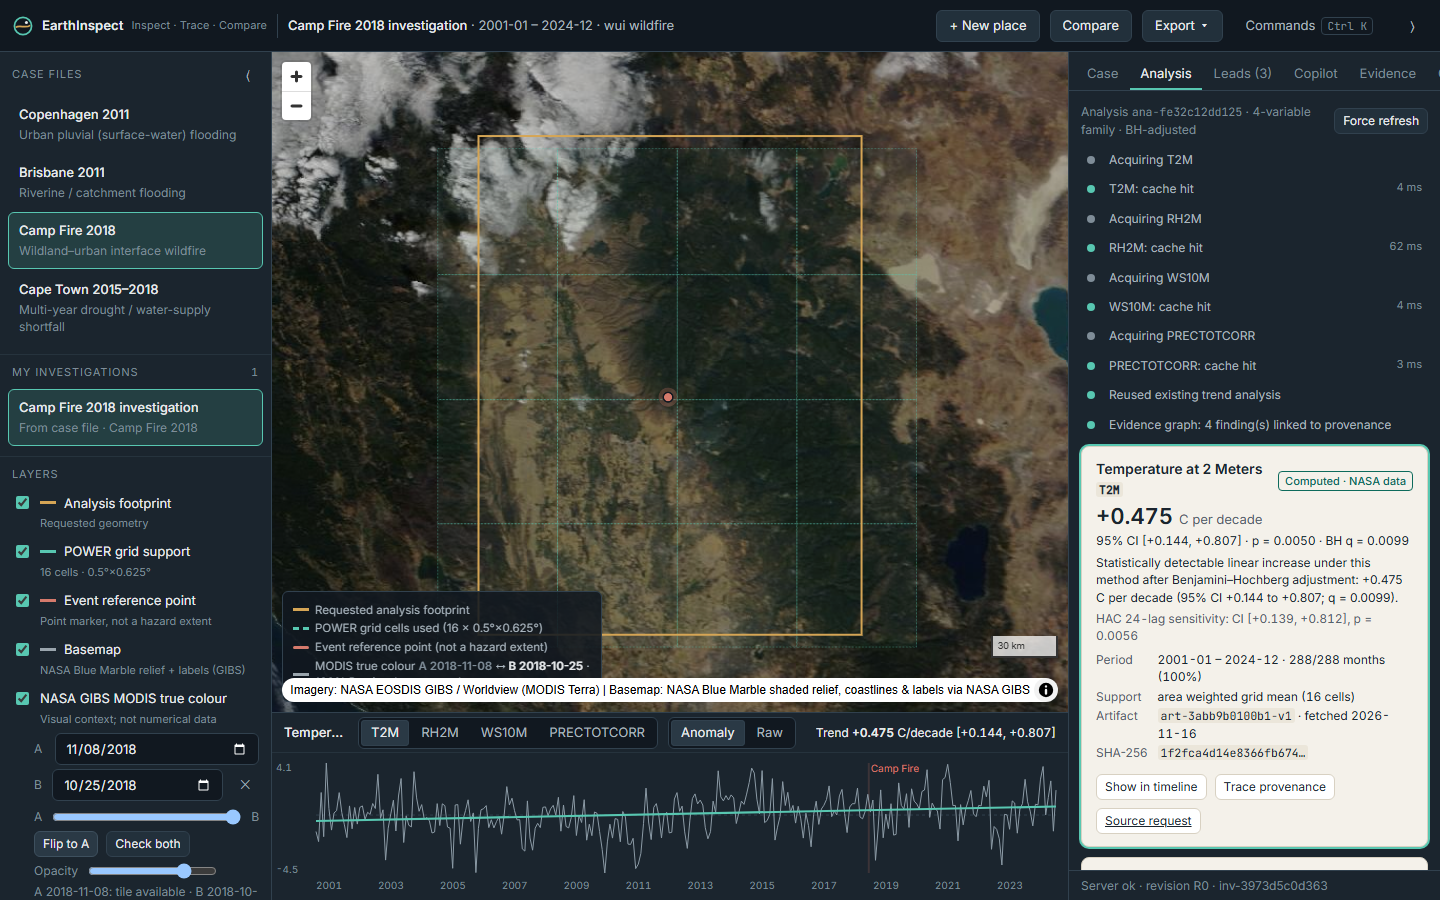 EarthInspect Inspect · Trace · Compare
Camp Fire 2018 investigation · 2001-01 – 2024-12 · wui wildfire
+ New place
Compare
Export
Commands Ctrl K
CASE FILES
Copenhagen 2011
Urban pluvial (surface-water) flooding
Brisbane 2011
Riverine / catchment flooding
Camp Fire 2018
Wildland–urban interface wildfire
Cape Town 2015–2018
Multi-year drought / water-supply
shortfall
MY INVESTIGATIONS 1
Camp Fire 2018 investigation
From case file · Camp Fire 2018
LAYERS
Analysis footprint
Requested geometry
POWER grid support
16 cells · 0.5°×0.625°
Event reference point
Point marker, not a hazard extent
Basemap
NASA Blue Marble relief + labels (GIBS)
NASA GIBS MODIS true colour
Visual context; not numerical data
A 11/08/2018
B 10/25/2018
A B
Flip to A
Check both
Opacity
A 2018-11-08: tile available · B 2018-10-
+
−
Requested analysis footprint
POWER grid cells used (16 × 0.5°×0.625°)
Event reference point (not a hazard extent)
MODIS true colour A 2018-11-08 ↔ B 2018-10-25 ·
30 km
Imagery: NASA EOSDIS GIBS / Worldview (MODIS Terra) | Basemap: NASA Blue Marble shaded relief, coastlines & labels via NASA GIBS
Temper...
T2M
RH2M
WS10M
PRECTOTCORR
Anomaly
Raw
Trend +0.475 C/decade [+0.144, +0.807]
4.1
Camp Fire
-4.5
2001 2003 2005 2007 2009 2011 2013 2015 2017 2019 2021 2023
Case
Analysis
Leads (3)
Copilot
Evidence
Analysis ana-fe32c12dd125 · 4-variable
family · BH-adjusted
Force refresh
Acquiring T2M
T2M: cache hit 4 ms
Acquiring RH2M
RH2M: cache hit 62 ms
Acquiring WS10M
WS10M: cache hit 4 ms
Acquiring PRECTOTCORR
PRECTOTCORR: cache hit 3 ms
Reused existing trend analysis
Evidence graph: 4 finding(s) linked to provenance
Temperature at 2 Meters
T2M
Computed · NASA data
+0.475 C per decade
95% CI [+0.144, +0.807] · p = 0.0050 · BH q = 0.0099
Statistically detectable linear increase under this
method after Benjamini–Hochberg adjustment: +0.475
C per decade (95% CI +0.144 to +0.807; q = 0.0099).
HAC 24-lag sensitivity: CI [+0.139, +0.812], p =
0.0056
Period 2001-01 – 2024-12 · 288/288 months
(100%)
Support area weighted grid mean (16 cells)
Artifact art-3abb9b0100b1-v1 · fetched 2026-
11-16
SHA-256 1f2fca4d14e8366fb674…
Show in timeline
Trace provenance
Source request
Server ok · revision R0 · inv-3973d5c0d363